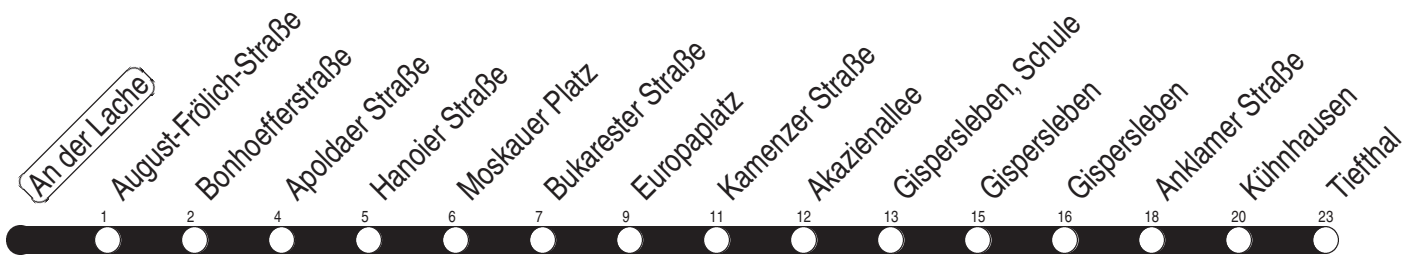 An der Lache
August-Frölich-Straße
Bonhoefferstraße
Apoldaer Straße
Hanoier Straße
Moskauer Platz
Bukarester Straße
Europaplatz
Kamenzer Straße
Akazienallee
Gispersleben, Schule
Gispersleben
Gispersleben
Anklamer Straße
Kühnhausen
Tiefthal
1 2 4 5 6 7 9 11 12 13 15 16 18 20 23